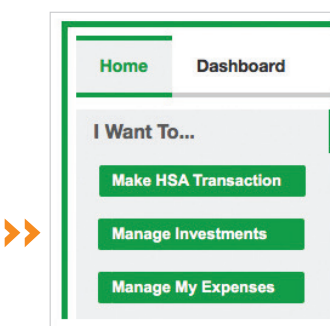 Home Dashboard
I Want To...
Make HSA Transaction
Manage Investments
Manage My Expenses